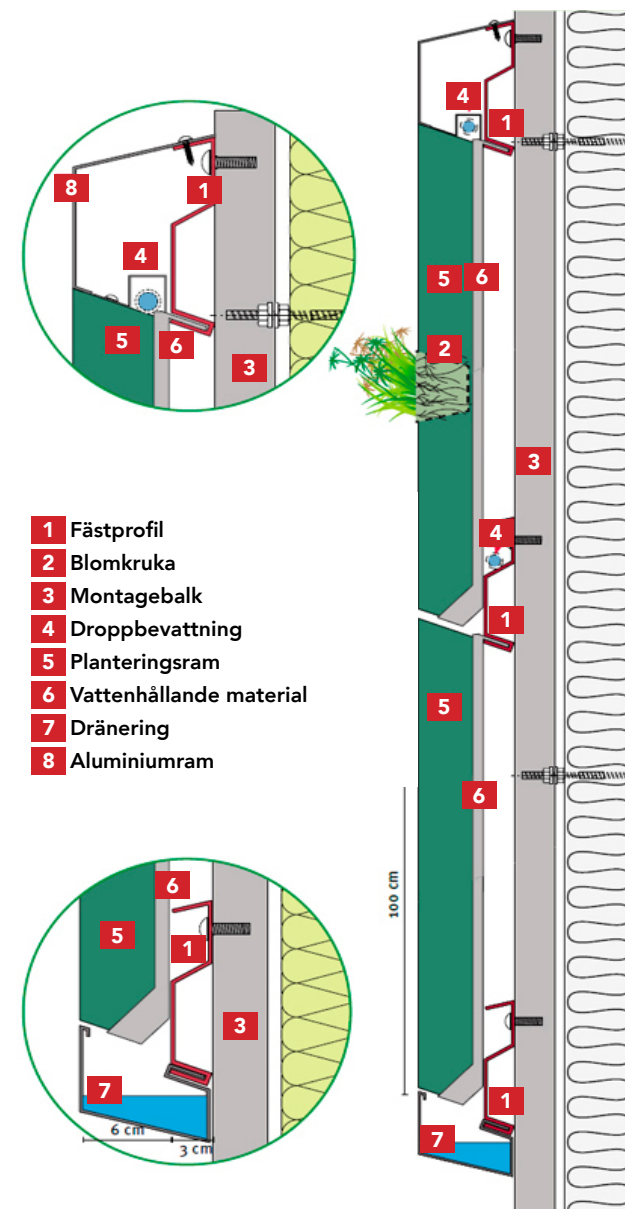 4
1
8
1
4
5
6
5
6
3
2
3
4
1 Fästprofil
2 Blomkruka
3 Montagebalk
4 Droppbevattning
5 Planteringsram
6 Vattenhållande material
7 Dränering
8 Aluminiumram
1
5
6
100 cm
6
5
1
3
7
6 cm
3 cm
1
7